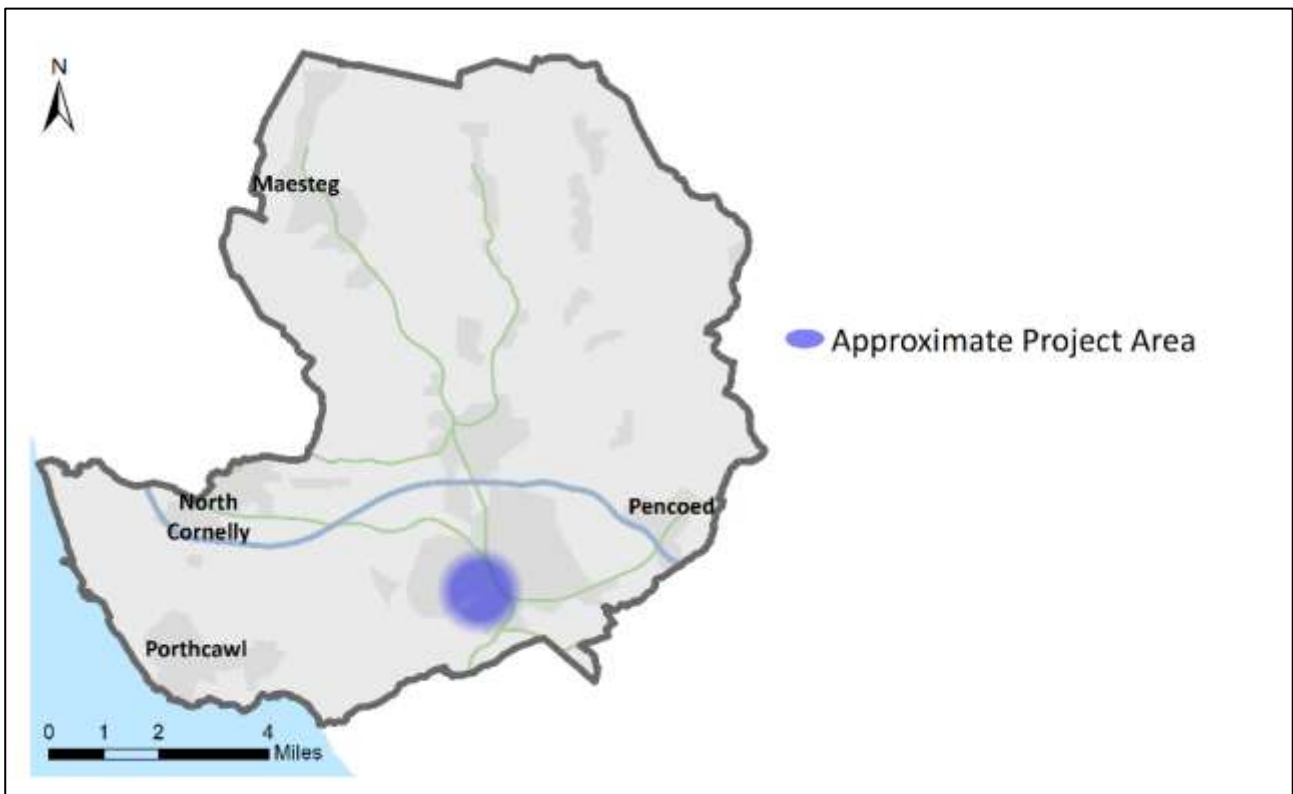 N
Maesteg
Approximate Project Area
North
Cornelly
Pencoed
Porthcawl
0 1 2 4
Miles